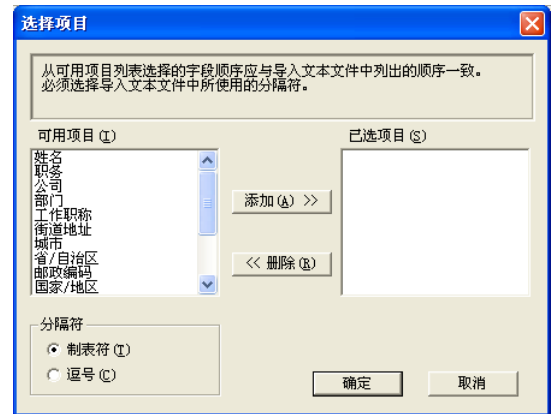 选择项目
从可用项目列表选择的字段顺序应与导入文本文件中列出的顺序一致。
必须选择导入文本文件中所使用的分隔符。
可用项目(I)
已选项目(S)
姓名
职务
公司
部门
工作职称
街道地址
城市
省/自治区
邮政编码
国家/地区
添加(A) >>
<< 删除(R)
分隔符
制表符(T)
逗号(C)
确定
取消